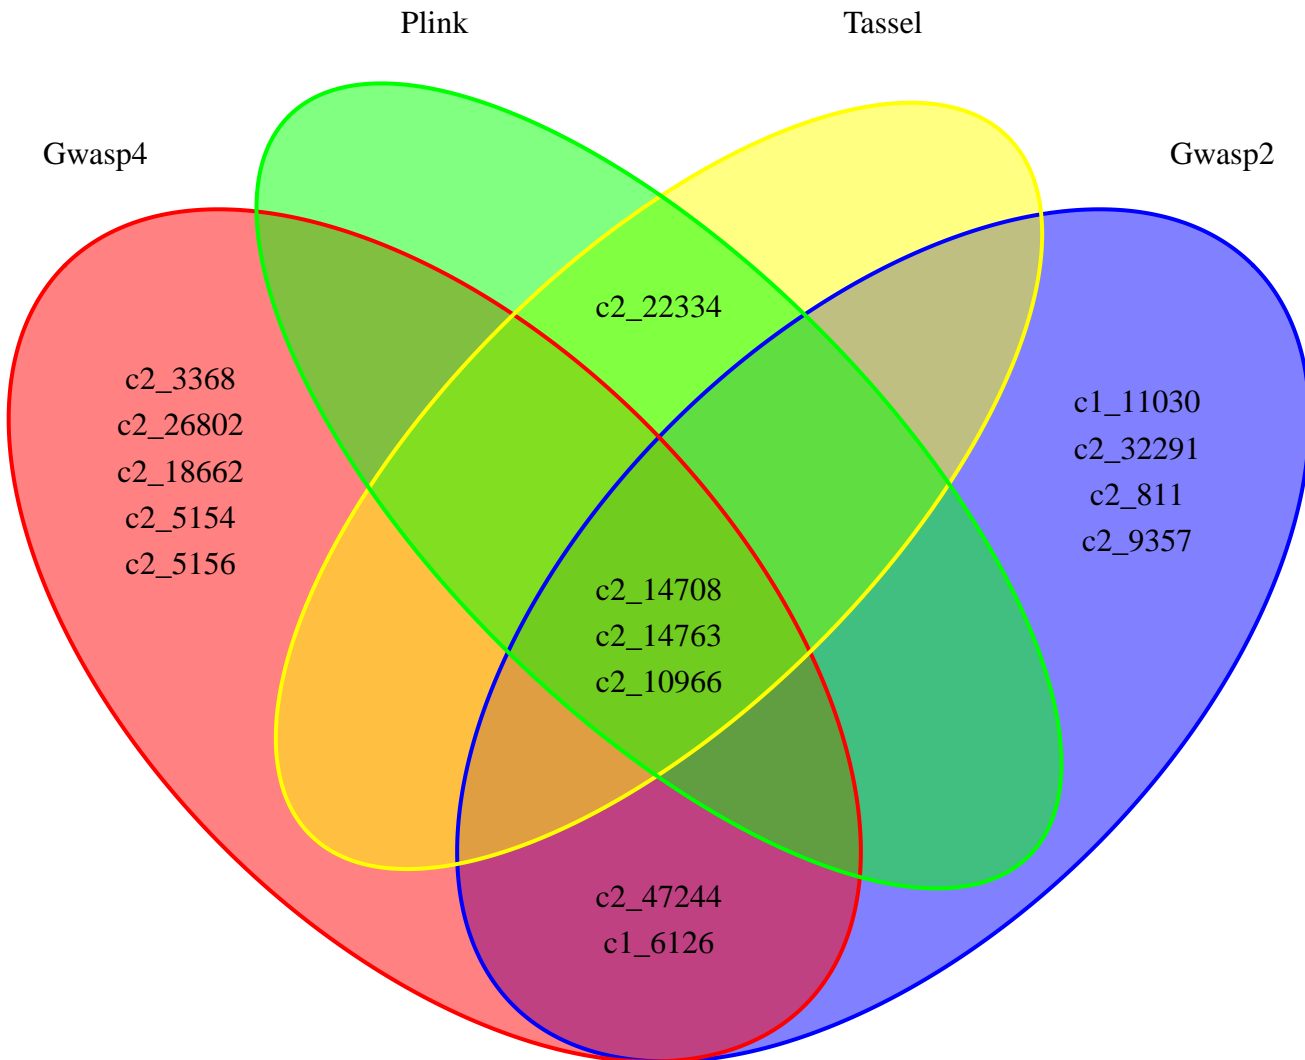 Plink
Tassel
Gwasp4
Gwasp2
c2_22334
c2_3368
c2_26802
c2_18662
c2_5154
c2_5156
c1_11030
c2_32291
c2_811
c2_9357
c2_14708
c2_14763
c2_10966
c2_47244
c1_6126